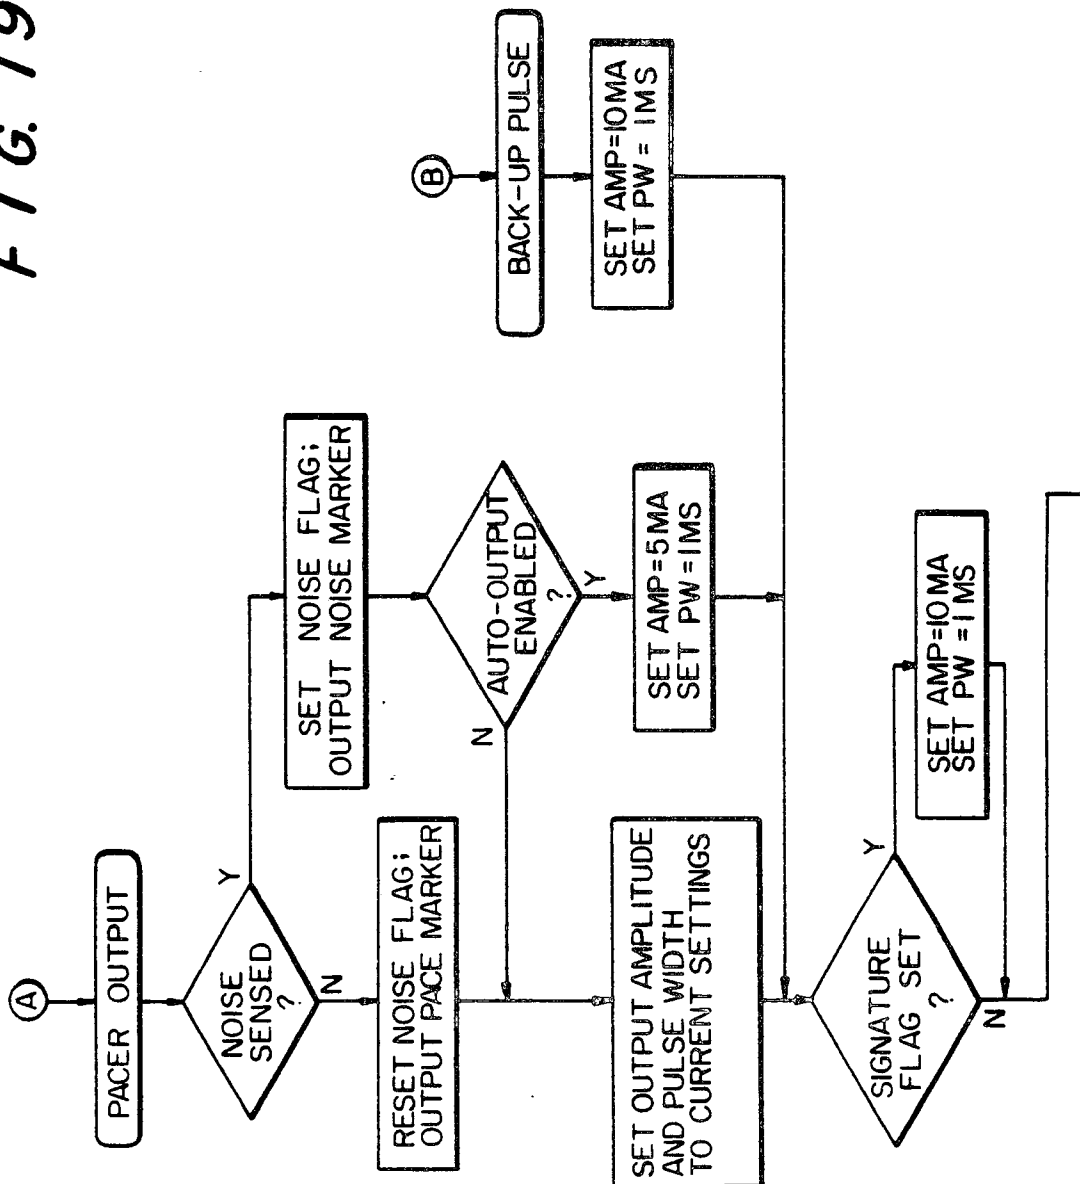 FIG. 19
A
PACER OUTPUT
NOISE
SENSED
?
Y
N
SET NOISE FLAG;
OUTPUT NOISE MARKER
RESET NOISE FLAG;
OUTPUT PACE MARKER
AUTO-OUTPUT
ENABLED
?
N
Y
SET AMP=5MA
SET PW=1MS
B
BACK-UP PULSE
SET AMP=10MA
SET PW = 1MS
SET OUTPUT AMPLITUDE
AND PULSE WIDTH
TO CURRENT SETTINGS
SIGNATURE
FLAG SET
?
Y
N
SET AMP=10MA
SET PW =1MS